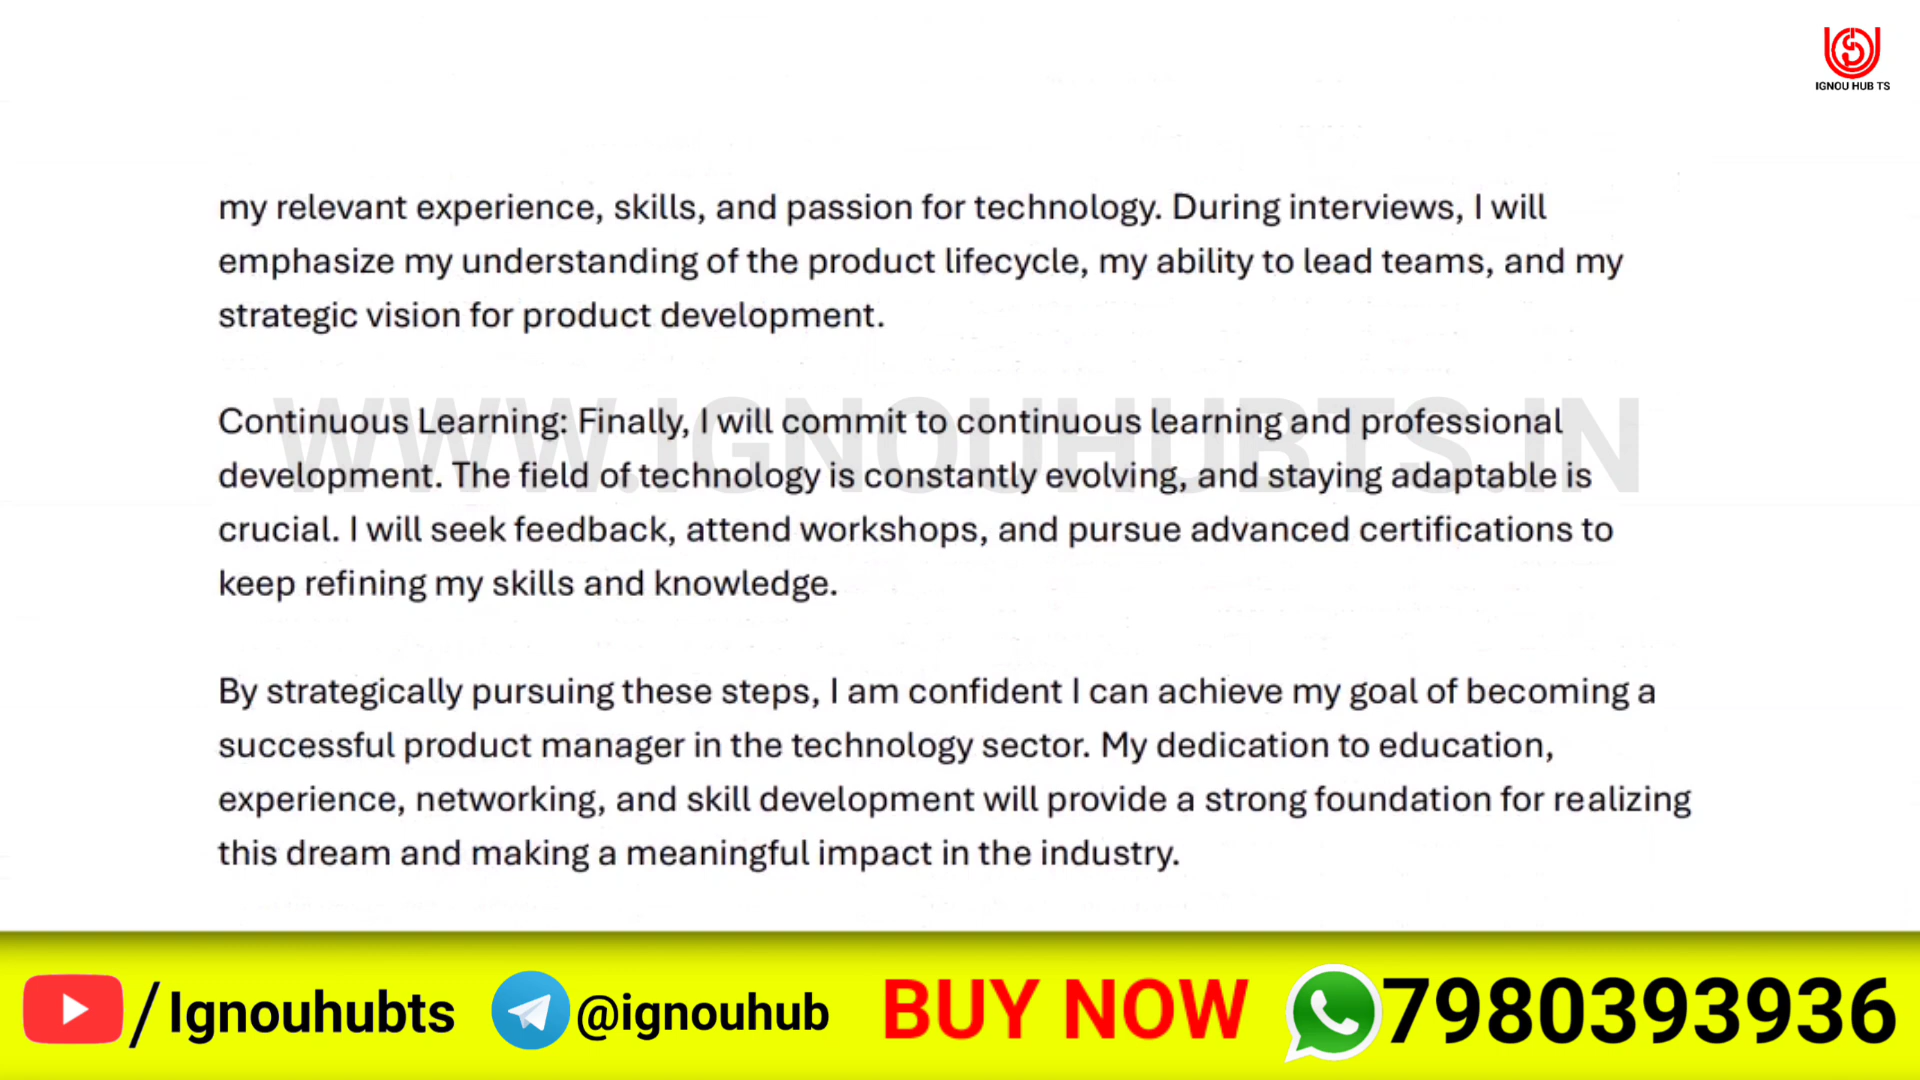 IGNOU HUB TS
my relevant experience, skills, and passion for technology. During interviews, I will
emphasize my understanding of the product lifecycle, my ability to lead teams, and my
strategic vision for product development.
WWW.IGNOUHUBTS.IN
Continuous Learning: Finally, I will commit to continuous learning and professional
development. The field of technology is constantly evolving, and staying adaptable is
crucial. I will seek feedback, attend workshops, and pursue advanced certifications to
keep refining my skills and knowledge.
By strategically pursuing these steps, I am confident I can achieve my goal of becoming a
successful product manager in the technology sector. My dedication to education,
experience, networking, and skill development will provide a strong foundation for realizing
this dream and making a meaningful impact in the industry.
/Ignouhubts @ignouhub BUY NOW 7980393936